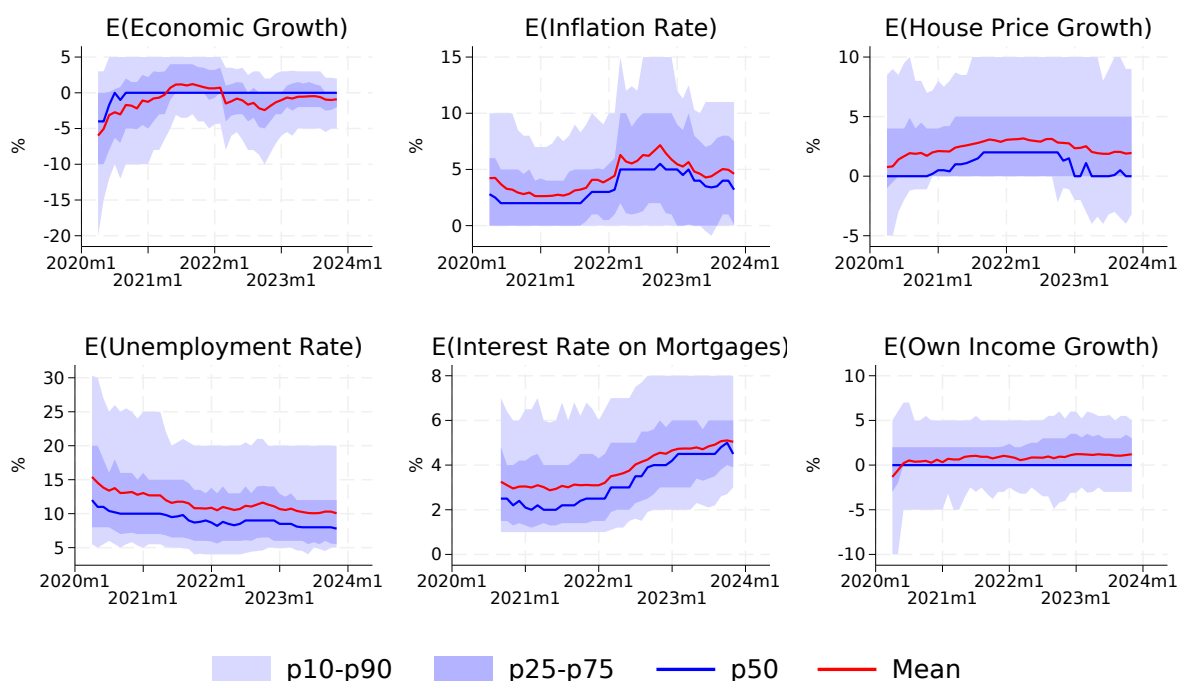 E(Economic Growth)
5
0
-5
-10
-15
-20
%
2020m1
2021m1
2022m1
2023m1
2024m1
E(Inflation Rate)
15
10
5
0
%
2020m1
2021m1
2022m1
2023m1
2024m1
E(House Price Growth)
10
5
0
-5
%
2020m1
2021m1
2022m1
2023m1
2024m1
E(Unemployment Rate)
30
25
20
15
10
5
%
2020m1
2021m1
2022m1
2023m1
2024m1
E(Interest Rate on Mortgages)
8
6
4
2
0
%
2020m1
2021m1
2022m1
2023m1
2024m1
E(Own Income Growth)
10
5
0
-5
-10
%
2020m1
2021m1
2022m1
2023m1
2024m1
p10-p90 p25-p75 p50 Mean